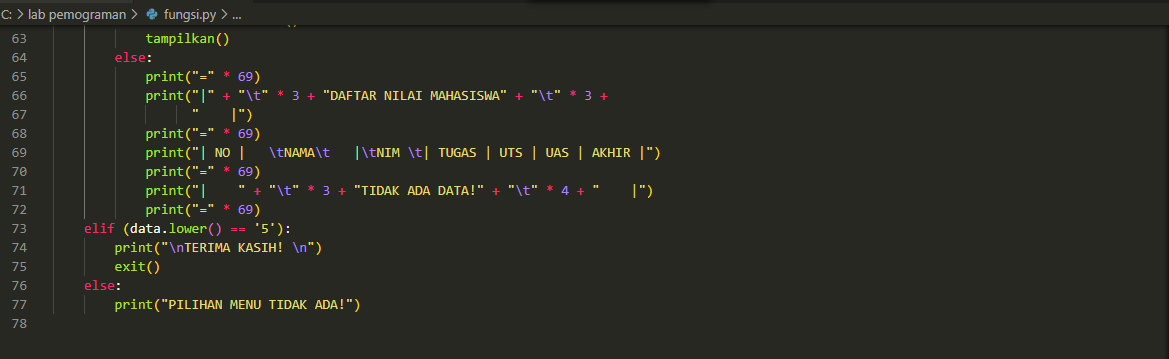 C: > lab pemograman > fungsi.py > ...
63 tampilkan()
64 else:
65 print("=" * 69)
66 print("|" + "\t" * 3 + "DAFTAR NILAI MAHASISWA" + "\t" * 3 +
67 "    |")
68 print("=" * 69)
69 print("| NO |   \tNAMA\t   |\tNIM \t| TUGAS | UTS | UAS | AKHIR |")
70 print("=" * 69)
71 print("|    " + "\t" * 3 + "TIDAK ADA DATA!" + "\t" * 4 + "    |")
72 print("=" * 69)
73 elif (data.lower() == '5'):
74 print("\nTERIMA KASIH! \n")
75 exit()
76 else:
77 print("PILIHAN MENU TIDAK ADA!")
78